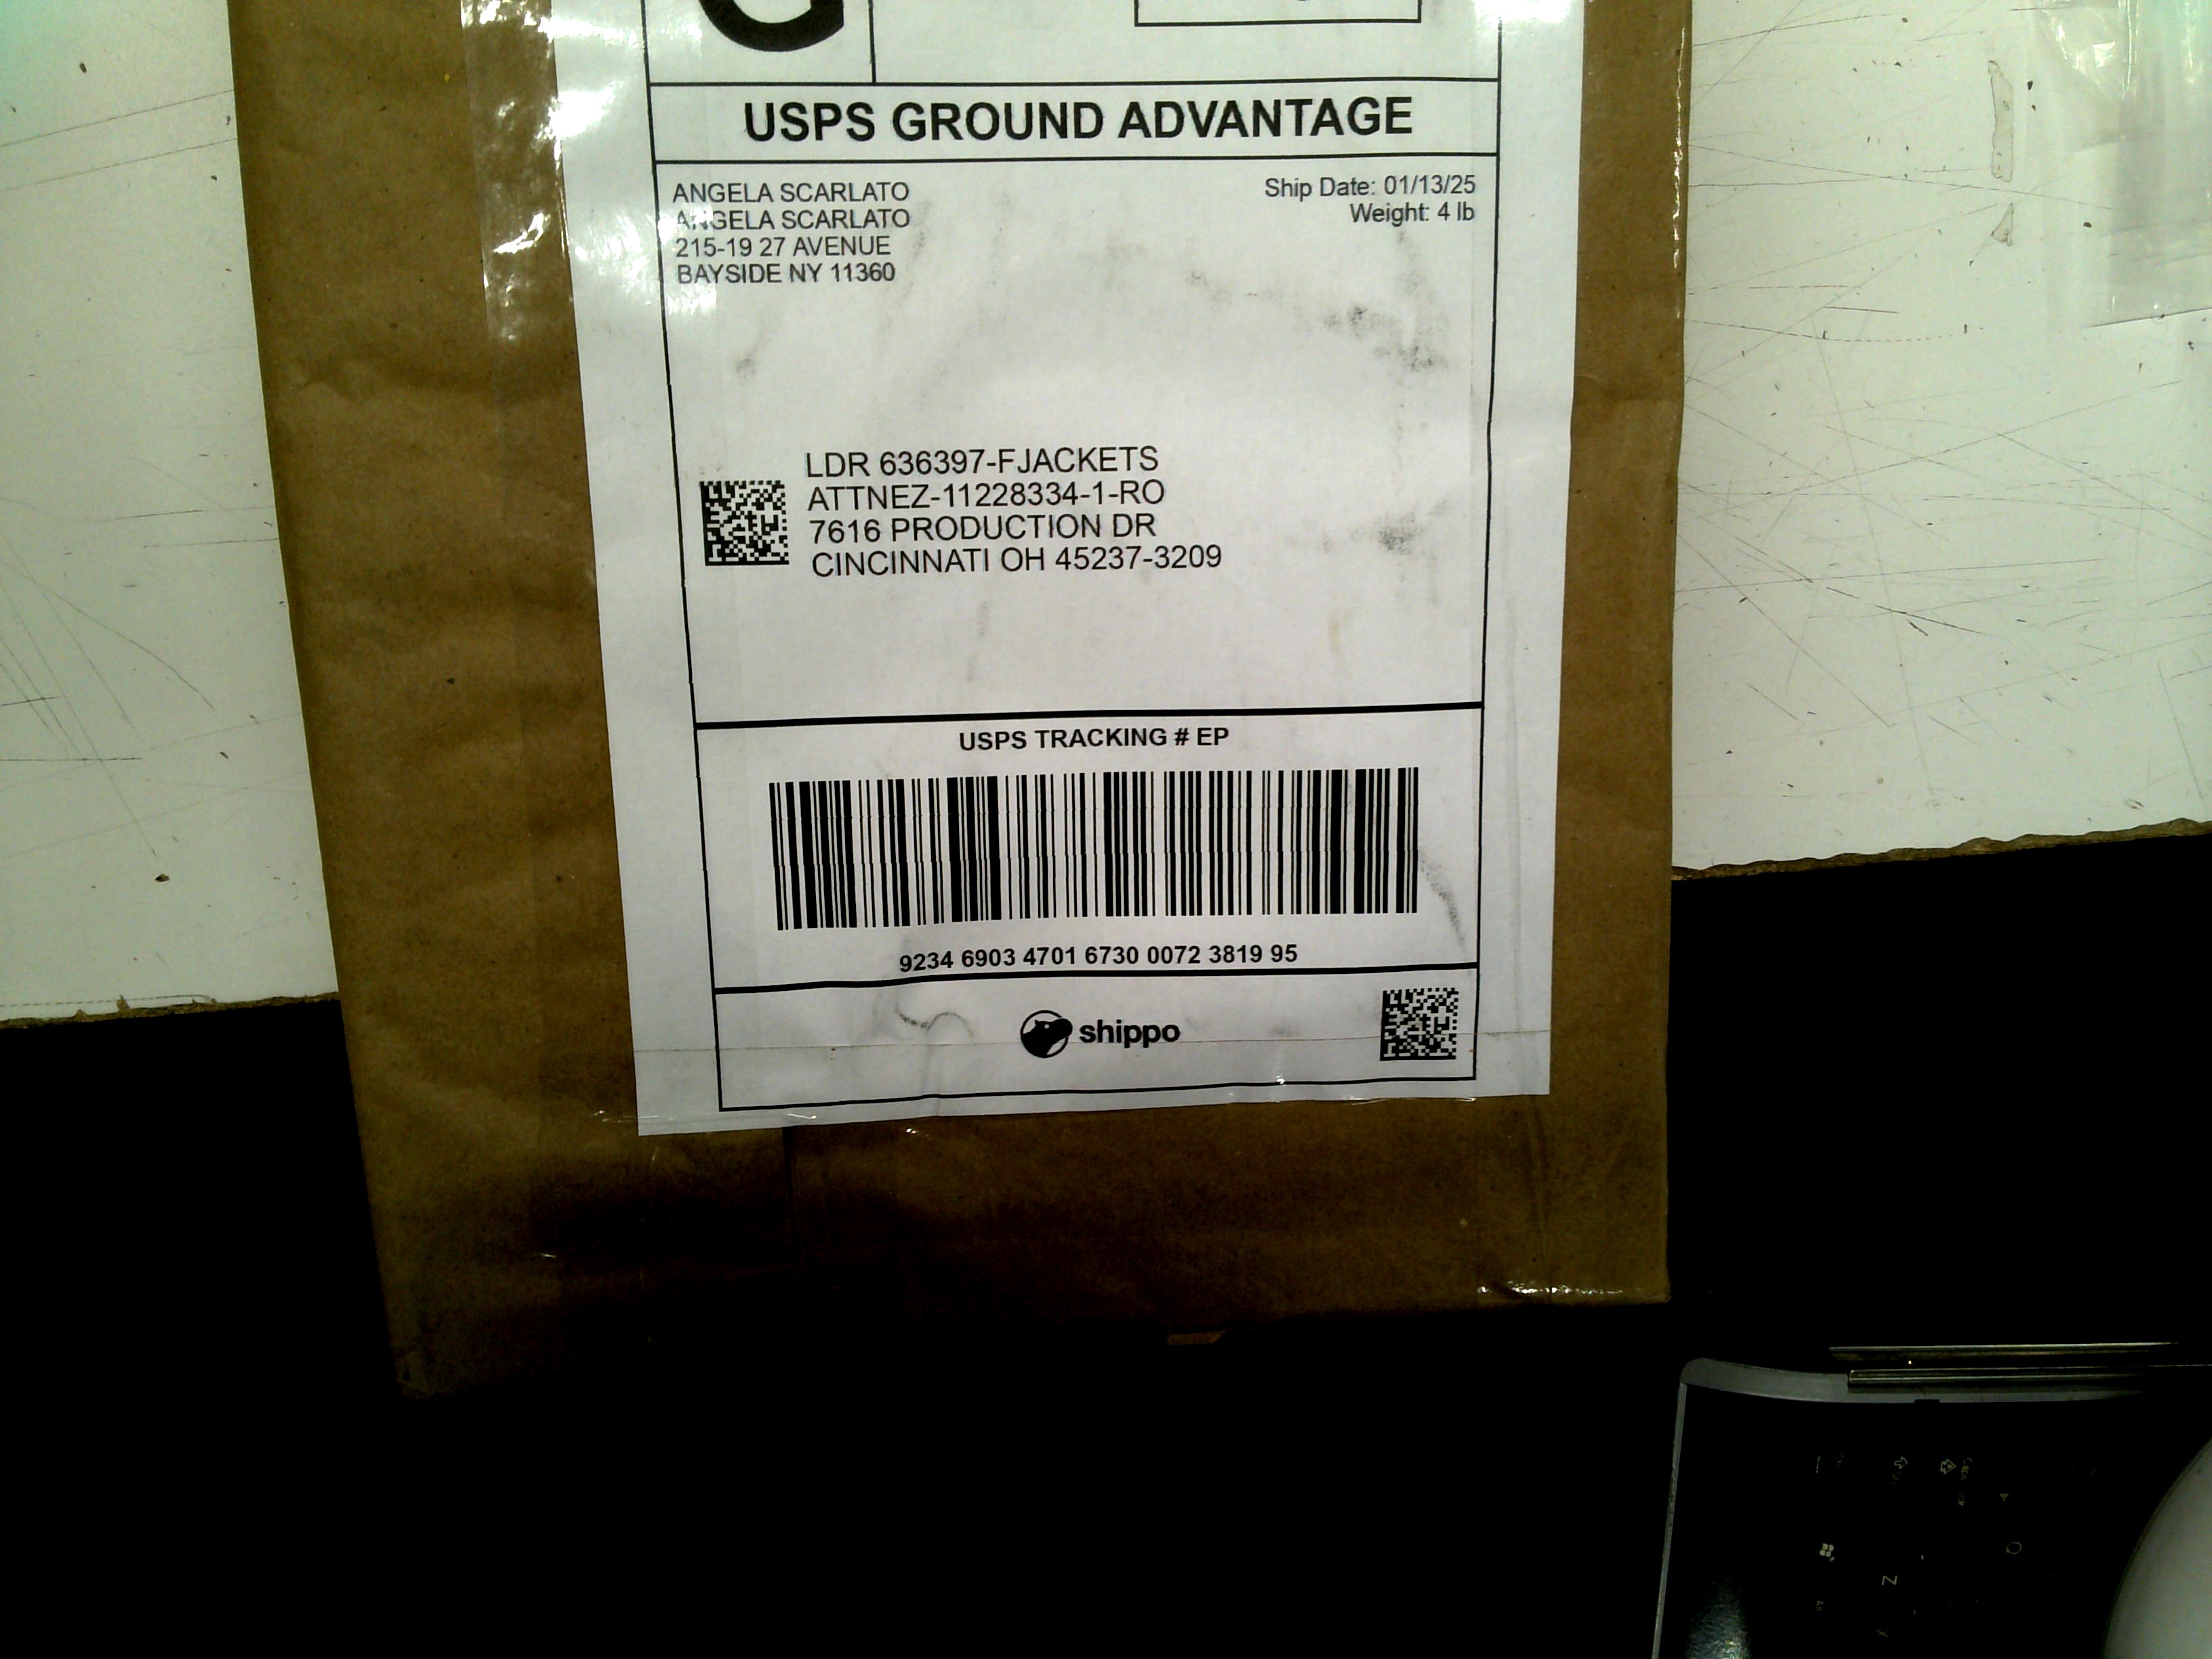 USPS GROUND ADVANTAGE
ANGELA SCARLATO
ANGELA SCARLATO
215-19 27 AVENUE
BAYSIDE NY 11360
Ship Date: 01/13/25
Weight: 4 lb
LDR 636397-FJACKETS
ATTNEZ-11228334-1-RO
7616 PRODUCTION DR
CINCINNATI OH 45237-3209
USPS TRACKING # EP
9234 6903 4701 6730 0072 3819 95
shippo